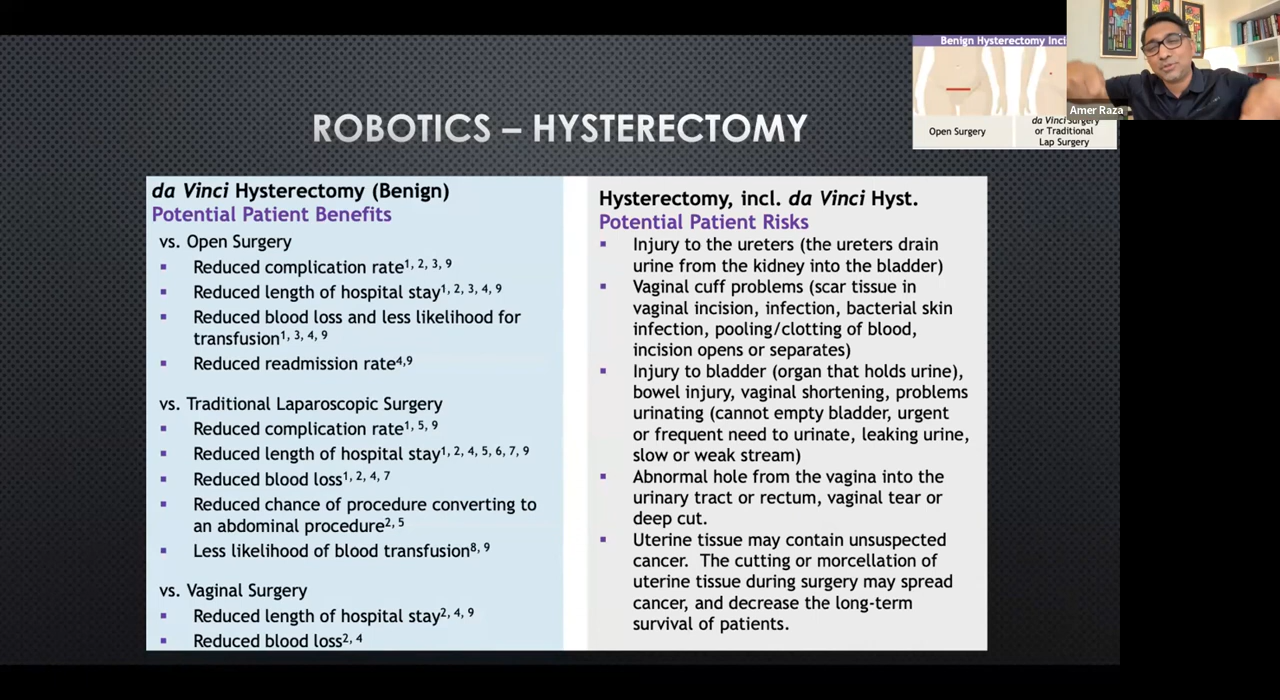 Benign Hysterectomy Inci
Amer Raza
Open Surgery
da Vinci Surgery
or Traditional
Lap Surgery
ROBOTICS – HYSTERECTOMY
da Vinci Hysterectomy (Benign)
Potential Patient Benefits
vs. Open Surgery
▪ Reduced complication rate1, 2, 3, 9
▪ Reduced length of hospital stay1, 2, 3, 4, 9
▪ Reduced blood loss and less likelihood for
transfusion1, 3, 4, 9
▪ Reduced readmission rate4,9
vs. Traditional Laparoscopic Surgery
▪ Reduced complication rate1, 5, 9
▪ Reduced length of hospital stay1, 2, 4, 5, 6, 7, 9
▪ Reduced blood loss1, 2, 4, 7
▪ Reduced chance of procedure converting to
an abdominal procedure2, 5
▪ Less likelihood of blood transfusion8, 9
vs. Vaginal Surgery
▪ Reduced length of hospital stay2, 4, 9
▪ Reduced blood loss2, 4
Hysterectomy, incl. da Vinci Hyst.
Potential Patient Risks
▪ Injury to the ureters (the ureters drain
urine from the kidney into the bladder)
▪ Vaginal cuff problems (scar tissue in
vaginal incision, infection, bacterial skin
infection, pooling/clotting of blood,
incision opens or separates)
▪ Injury to bladder (organ that holds urine),
bowel injury, vaginal shortening, problems
urinating (cannot empty bladder, urgent
or frequent need to urinate, leaking urine,
slow or weak stream)
▪ Abnormal hole from the vagina into the
urinary tract or rectum, vaginal tear or
deep cut.
▪ Uterine tissue may contain unsuspected
cancer. The cutting or morcellation of
uterine tissue during surgery may spread
cancer, and decrease the long-term
survival of patients.